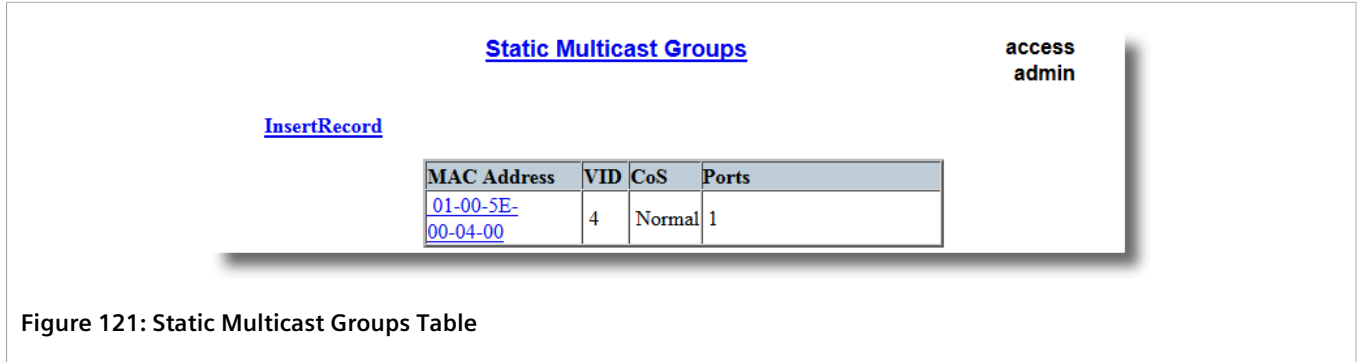 Static Multicast Groups
access
admin
InsertRecord
MAC Address VID CoS Ports
01-00-5E-
00-04-00
4 Normal 1
Figure 121: Static Multicast Groups Table